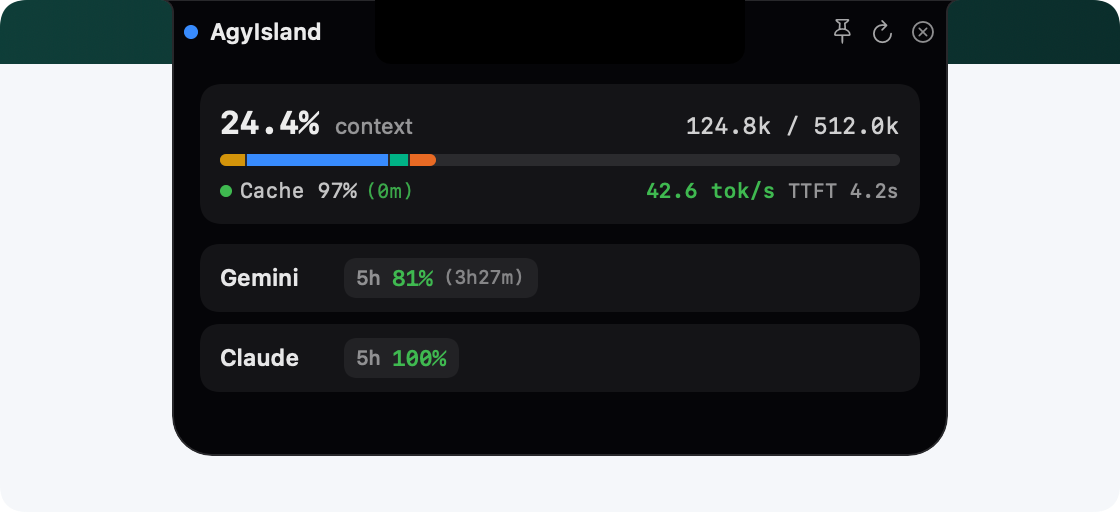 AgyIsland
24.4% context 124.8k / 512.0k
Cache 97% (0m) 42.6 tok/s TTFT 4.2s
Gemini 5h 81% (3h27m)
Claude 5h 100%